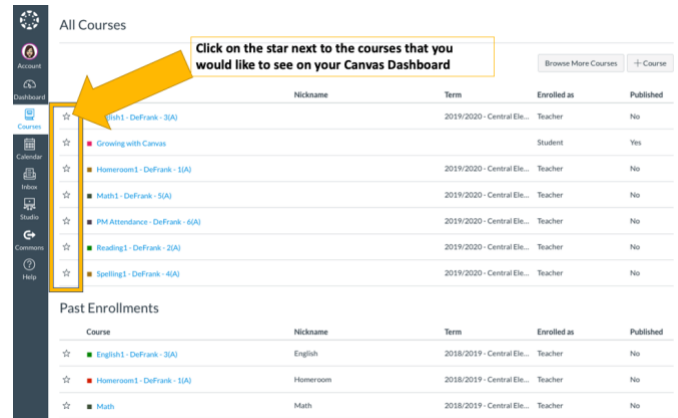 All Courses
Click on the star next to the courses that you
would like to see on your Canvas Dashboard
Browse More Courses
+ Course
Account
Dashboard
Courses
Calendar
Inbox
Studio
Commons
Help
Nickname Term Enrolled as Published
DeFrank - 3(A) 2019/2020 - Central Ele... Teacher No
Growing with Canvas Student Yes
Homeroom1 - DeFrank - 1(A) 2019/2020 - Central Ele... Teacher No
Math1 - DeFrank - 5(A) 2019/2020 - Central Ele... Teacher No
PM Attendance - DeFrank - 6(A) 2019/2020 - Central Ele... Teacher No
Reading1 - DeFrank - 2(A) 2019/2020 - Central Ele... Teacher No
Spelling1 - DeFrank - 4(A) 2019/2020 - Central Ele... Teacher No
Past Enrollments
Course Nickname Term Enrolled as Published
English1 - DeFrank - 3(A) English 2018/2019 - Central Ele... Teacher No
Homeroom1 - DeFrank - 1(A) Homeroom 2018/2019 - Central Ele... Teacher No
Math Math 2018/2019 - Central Ele... Teacher No